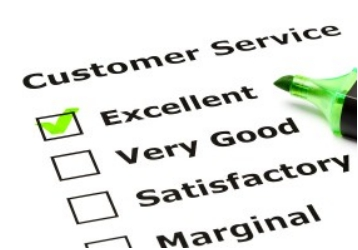 Customer Service
Excellent
Very Good
Satisfactory
Marginal